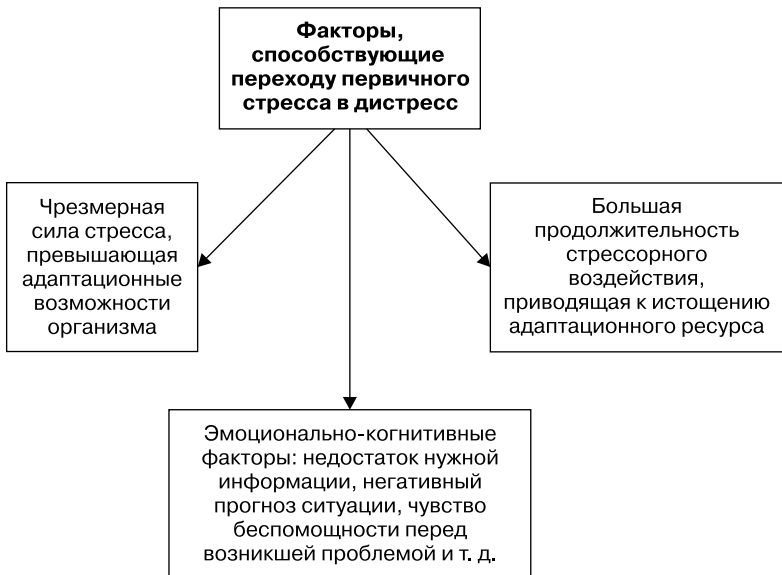 Факторы,
способствующие
переходу первичного
стресса в дистресс
Чрезмерная
сила стресса,
превышающая
адаптационные
возможности
организма
Большая
продолжительность
стрессорного
воздействия,
приводящая к истощению
адаптационного ресурса
Эмоционально-когнитивные
факторы: недостаток нужной
информации, негативный
прогноз ситуации, чувство
беспомощности перед
возникшей проблемой и т. д.